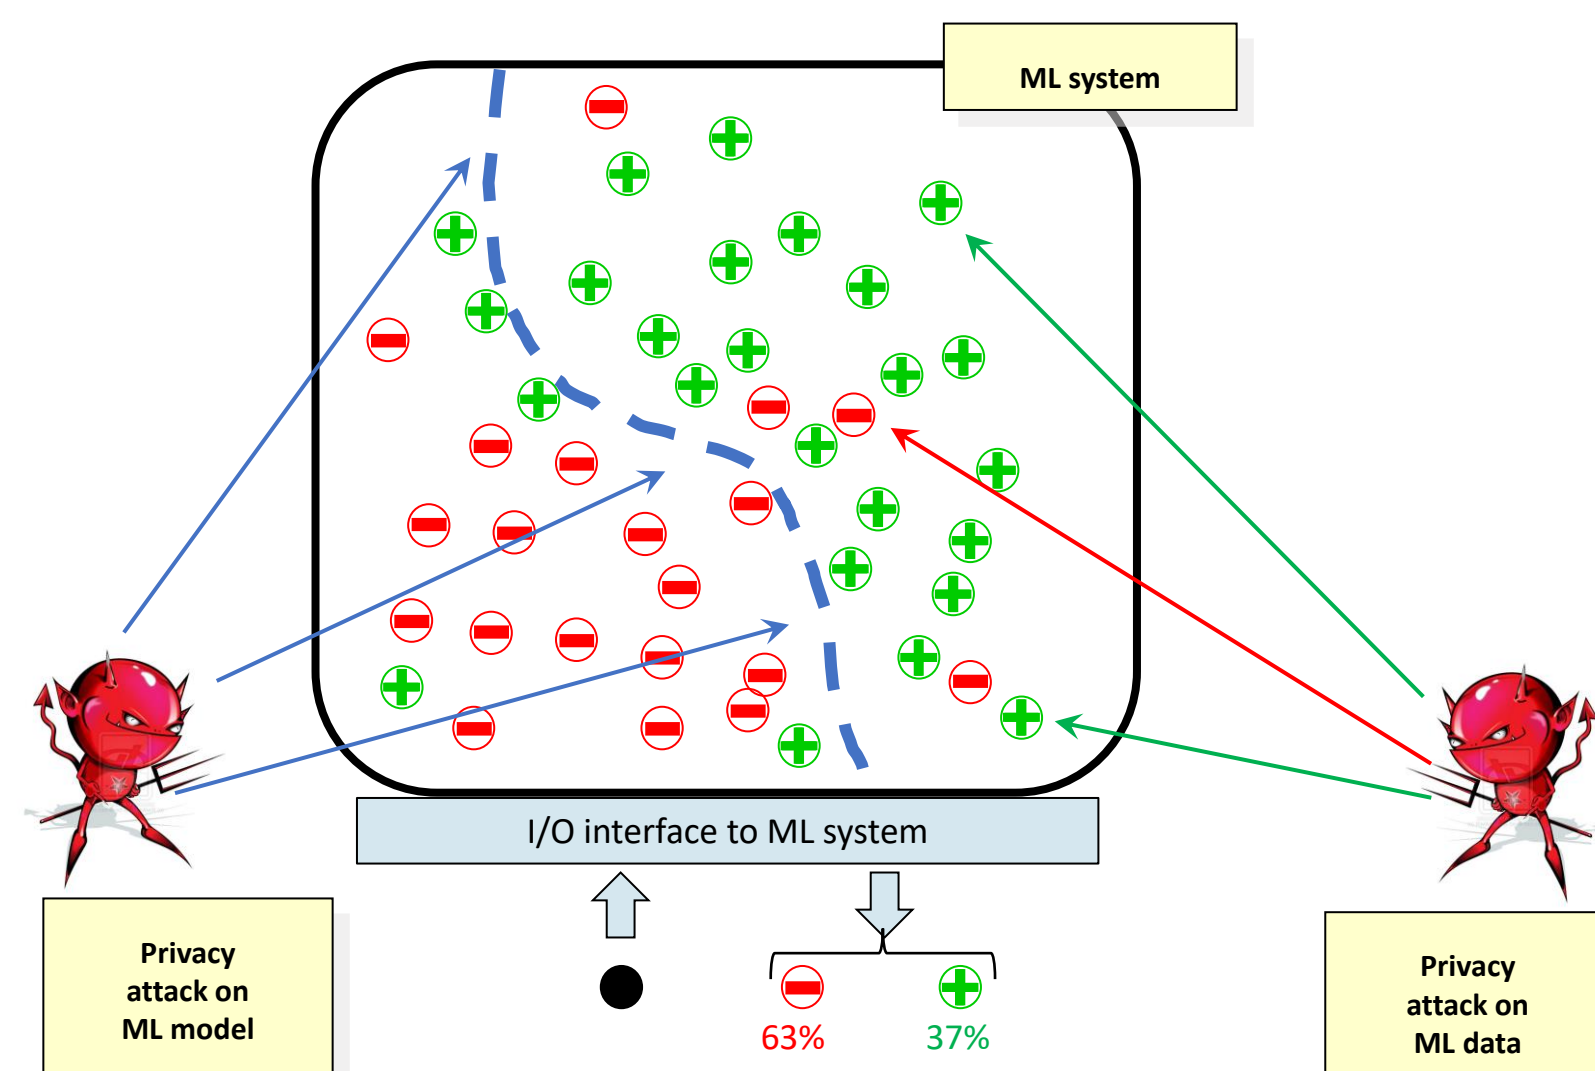 ML system
I/O interface to ML system
Privacy
attack on
ML model
63%
37%
Privacy
attack on
ML data